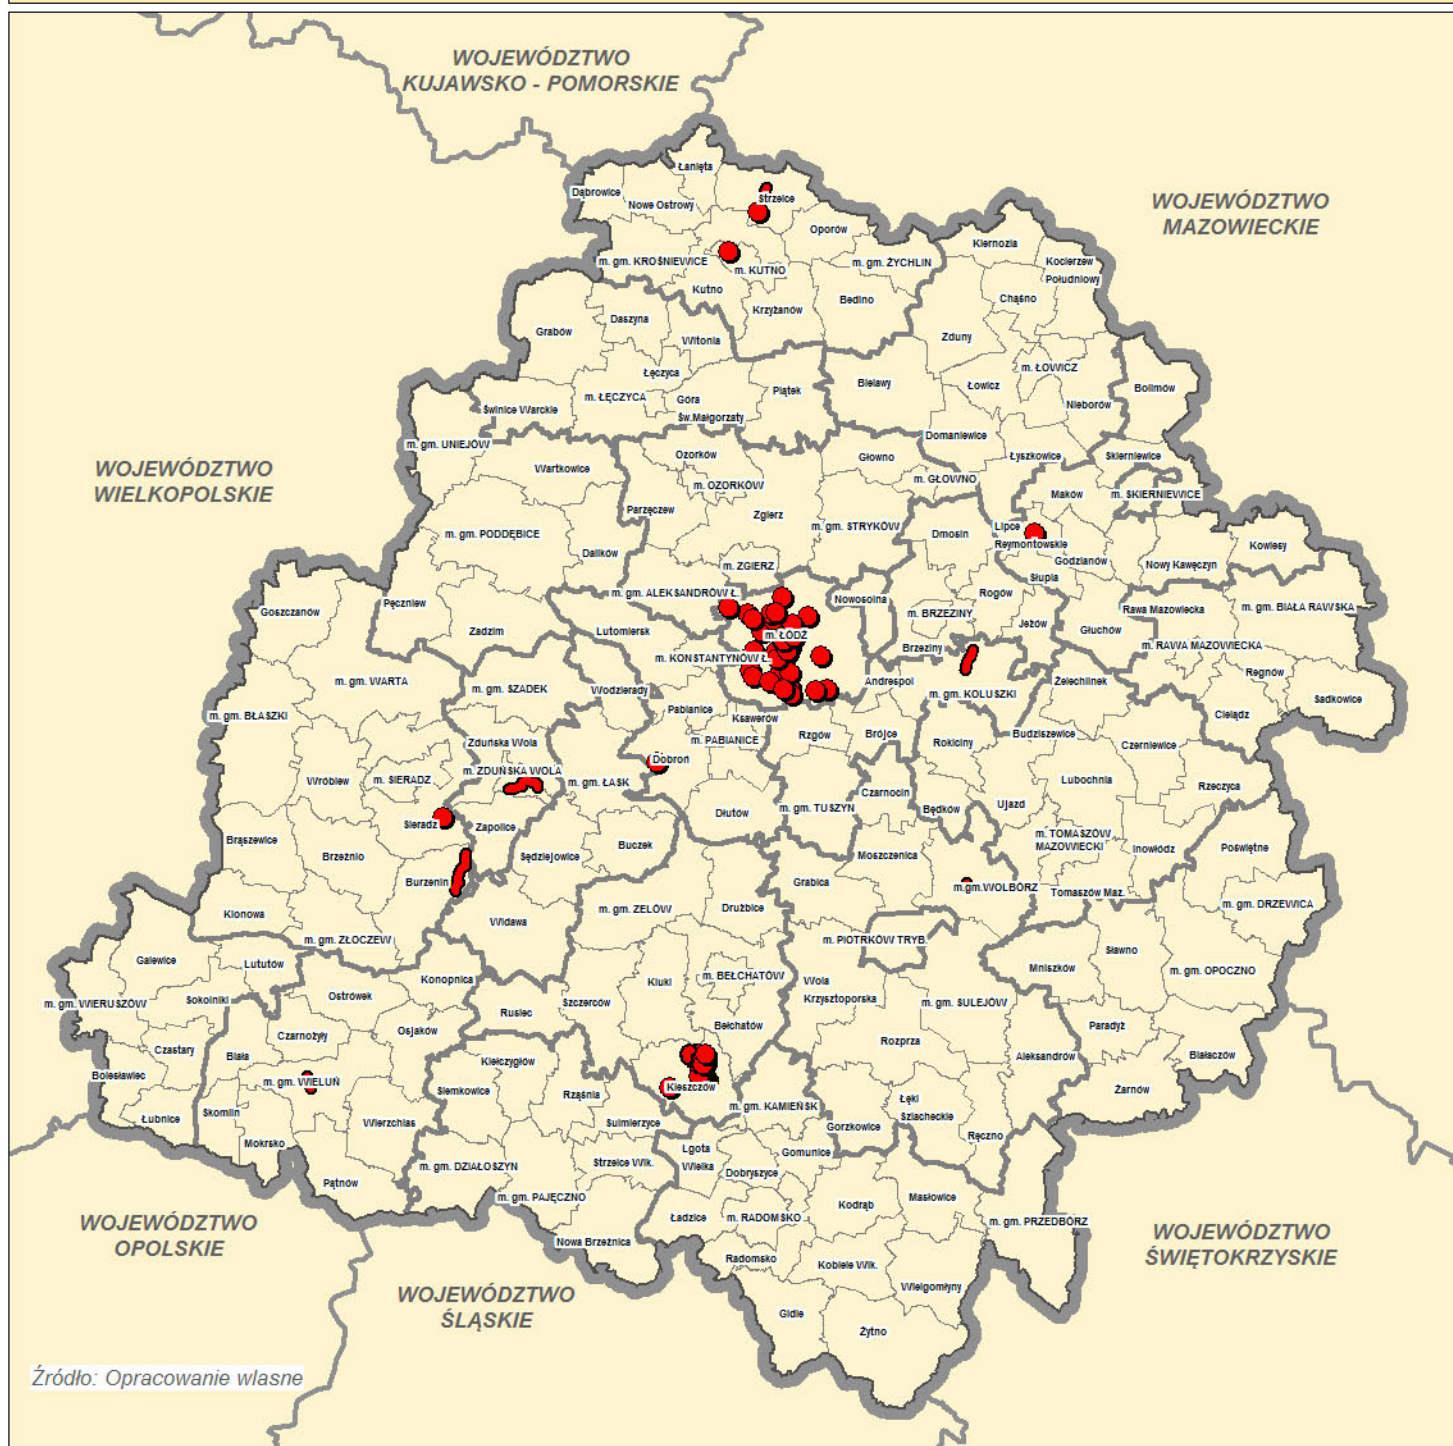 WOJEWÓDZTWO
KUJAWSKO - POMORSKIE
WOJEWÓDZTWO
MAZOWIECKIE
WOJEWÓDZTWO
WIELKOPOLSKIE
Łanięta
Dąbrowice
Nowe Ostrowy
Strzelce
Oporów
m. gm. KROŚNIEWICE
m. KUTNO
m. gm. ŻYCHLIN
Kutno
Krzyżanów
Bedlno
Kiernozia
Kocierzew
Południowy
Chąśno
Zduny
Grabów
Daszyna
Witonia
Łęczyca
m. ŁĘCZYCA
Góra
Św.Małgorzaty
Piątek
Bielawy
Łowicz
m. ŁOWICZ
Nieborów
Bolimów
Świnice Warckie
m. gm. UNIEJÓW
Wartkowice
Ozorków
m. OZORKÓW
Głowno
m. GŁOWNO
Domaniewice
Łyszkowice
Skierniewice
Maków
m. SKIERNIEWICE
Parzęczew
Zgierz
m. gm. STRYKÓW
Dmosin
Lipce
Reymontowskie
Godzianów
Nowy Kawęczyn
Kowiesy
m. gm. PODDĘBICE
Dalików
m. ZGIERZ
m. gm. ALEKSANDRÓW Ł.
Nowosolna
Rogów
Słupia
m. BRZEZINY
Jeżów
Głuchów
Rawa Mazowiecka
m. gm. BIAŁA RAWSKA
m. RAWA MAZOWIECKA
Goszczanów
Pęczniew
Zadzim
Lutomiersk
m. ŁÓDŹ
m. KONSTANTYNÓW Ł.
Brzeziny
Andrespol
m. gm. KOLUSZKI
Żelechlinek
Regnów
Sadkowice
Cielądz
m. gm. WARTA
m. gm. SZADEK
Wodzierady
Pabianice
Ksawerów
m. PABIANICE
Rzgów
Brójce
Rokiciny
Budziszewice
Czerniewice
m. gm. BŁASZKI
Zduńska Wola
m. ZDUŃSKA WOLA
Dobroń
m. gm. ŁASK
Wróblew
m. SIERADZ
Sieradz
Zapolice
Dłutów
m. gm. TUSZYN
Czarnocin
Będków
Ujazd
Lubochnia
Rzeczyca
Brąszewice
Brzeźnio
Burzenin
Sędziejowice
Buczek
Moszczenica
m. TOMASZÓW
MAZOWIECKI
Inowłódz
Poświętne
Grabica
m.gm.WOLBÓRZ
Tomaszów Maz.
m. gm. DRZEWICA
Klonowa
m. gm. ZŁOCZEW
Widawa
m. gm. ZELÓW
Drużbice
m. PIOTRKÓW TRYB.
Galewice
Lututów
Konopnica
Kluki
m. BEŁCHATÓW
Wola
Krzysztoporska
m. gm. SULEJÓW
Mniszków
Sławno
m. gm. OPOCZNO
m. gm. WIERUSZÓW
Sokolniki
Ostrówek
Osjaków
Rusiec
Szczerców
Bełchatów
Rozprza
Aleksandrów
Paradyż
Białaczów
Czastary
Czarnożyły
Biała
m. gm. WIELUŃ
Kiełczygłów
Siemkowice
Rząśnia
Kleszczów
m. gm. KAMIEŃSK
Łęki
Szlacheckie
Żarnów
Bolesławiec
Łubnice
Skomlin
Mokrsko
Wierzchlas
Sulmierzyce
Gorzkowice
Ręczno
Pątnów
m. gm. DZIAŁOSZYN
m. gm. PAJĘCZNO
Strzelce Wlk.
Lgota
Wielka
Gomunice
Dobryszyce
Nowa Brzeźnica
Ładzice
m. RADOMSKO
Radomsko
Kodrąb
Masłowice
m. gm. PRZEDBÓRZ
Kobiele Wlk.
Wielgomłyny
Gidle
Żytno
WOJEWÓDZTWO
OPOLSKIE
WOJEWÓDZTWO
ŚLĄSKIE
WOJEWÓDZTWO
ŚWIĘTOKRZYSKIE
Źródło: Opracowanie wlasne